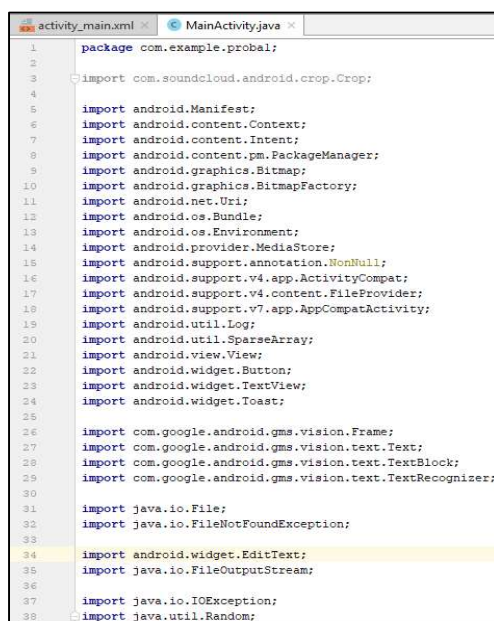 activity_main.xml × MainActivity.java ×
1 package com.example.probal;
2
3 import com.soundcloud.android.crop.Crop;
4
5 import android.Manifest;
6 import android.content.Context;
7 import android.content.Intent;
8 import android.content.pm.PackageManager;
9 import android.graphics.Bitmap;
10 import android.graphics.BitmapFactory;
11 import android.net.Uri;
12 import android.os.Bundle;
13 import android.os.Environment;
14 import android.provider.MediaStore;
15 import android.support.annotation.NonNull;
16 import android.support.v4.app.ActivityCompat;
17 import android.support.v4.content.FileProvider;
18 import android.support.v7.app.AppCompatActivity;
19 import android.util.Log;
20 import android.util.SparseArray;
21 import android.view.View;
22 import android.widget.Button;
23 import android.widget.TextView;
24 import android.widget.Toast;
25
26 import com.google.android.gms.vision.Frame;
27 import com.google.android.gms.vision.text.Text;
28 import com.google.android.gms.vision.text.TextBlock;
29 import com.google.android.gms.vision.text.TextRecognizer;
30
31 import java.io.File;
32 import java.io.FileNotFoundException;
33
34 import android.widget.EditText;
35 import java.io.FileOutputStream;
36
37 import java.io.IOException;
38 import java.util.Random;